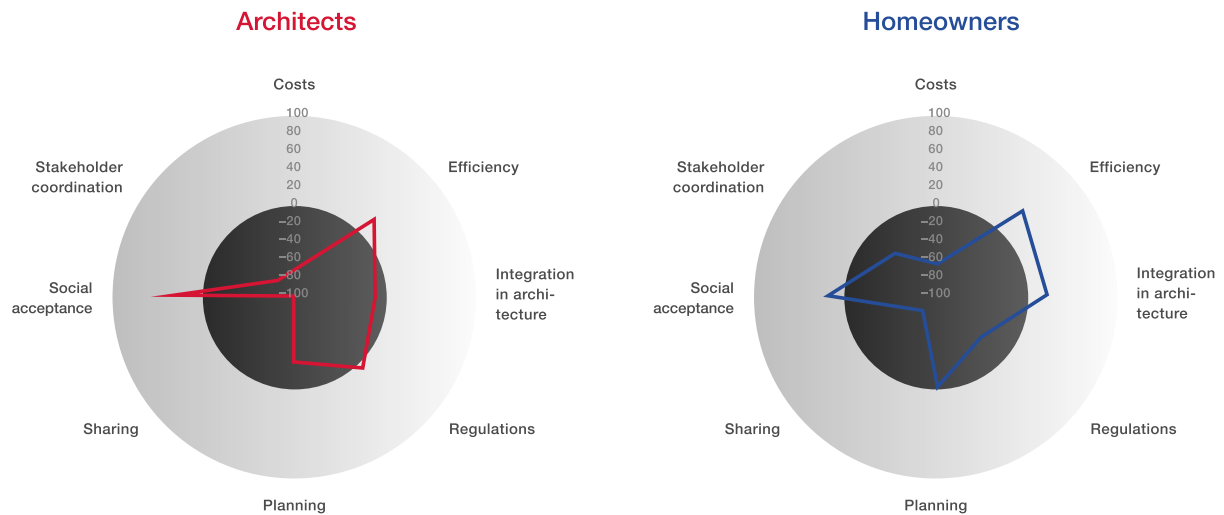 Architects
Costs
100
80
60
40
20
0
–20
–40
–60
–80
–100
Stakeholder
coordination
Efficiency
Social
acceptance
Integration
in archi-
tecture
Sharing
Regulations
Planning
Homeowners
Costs
100
80
60
40
20
0
–20
–40
–60
–80
–100
Stakeholder
coordination
Efficiency
Social
acceptance
Integration
in archi-
tecture
Sharing
Regulations
Planning